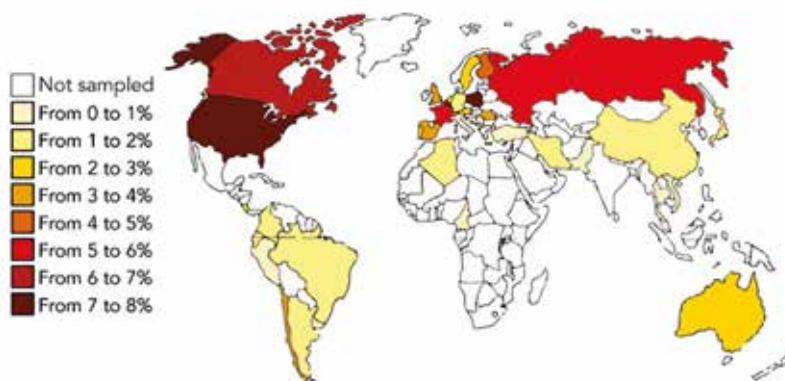 Not sampled
From 0 to 1%
From 1 to 2%
From 2 to 3%
From 3 to 4%
From 4 to 5%
From 5 to 6%
From 6 to 7%
From 7 to 8%